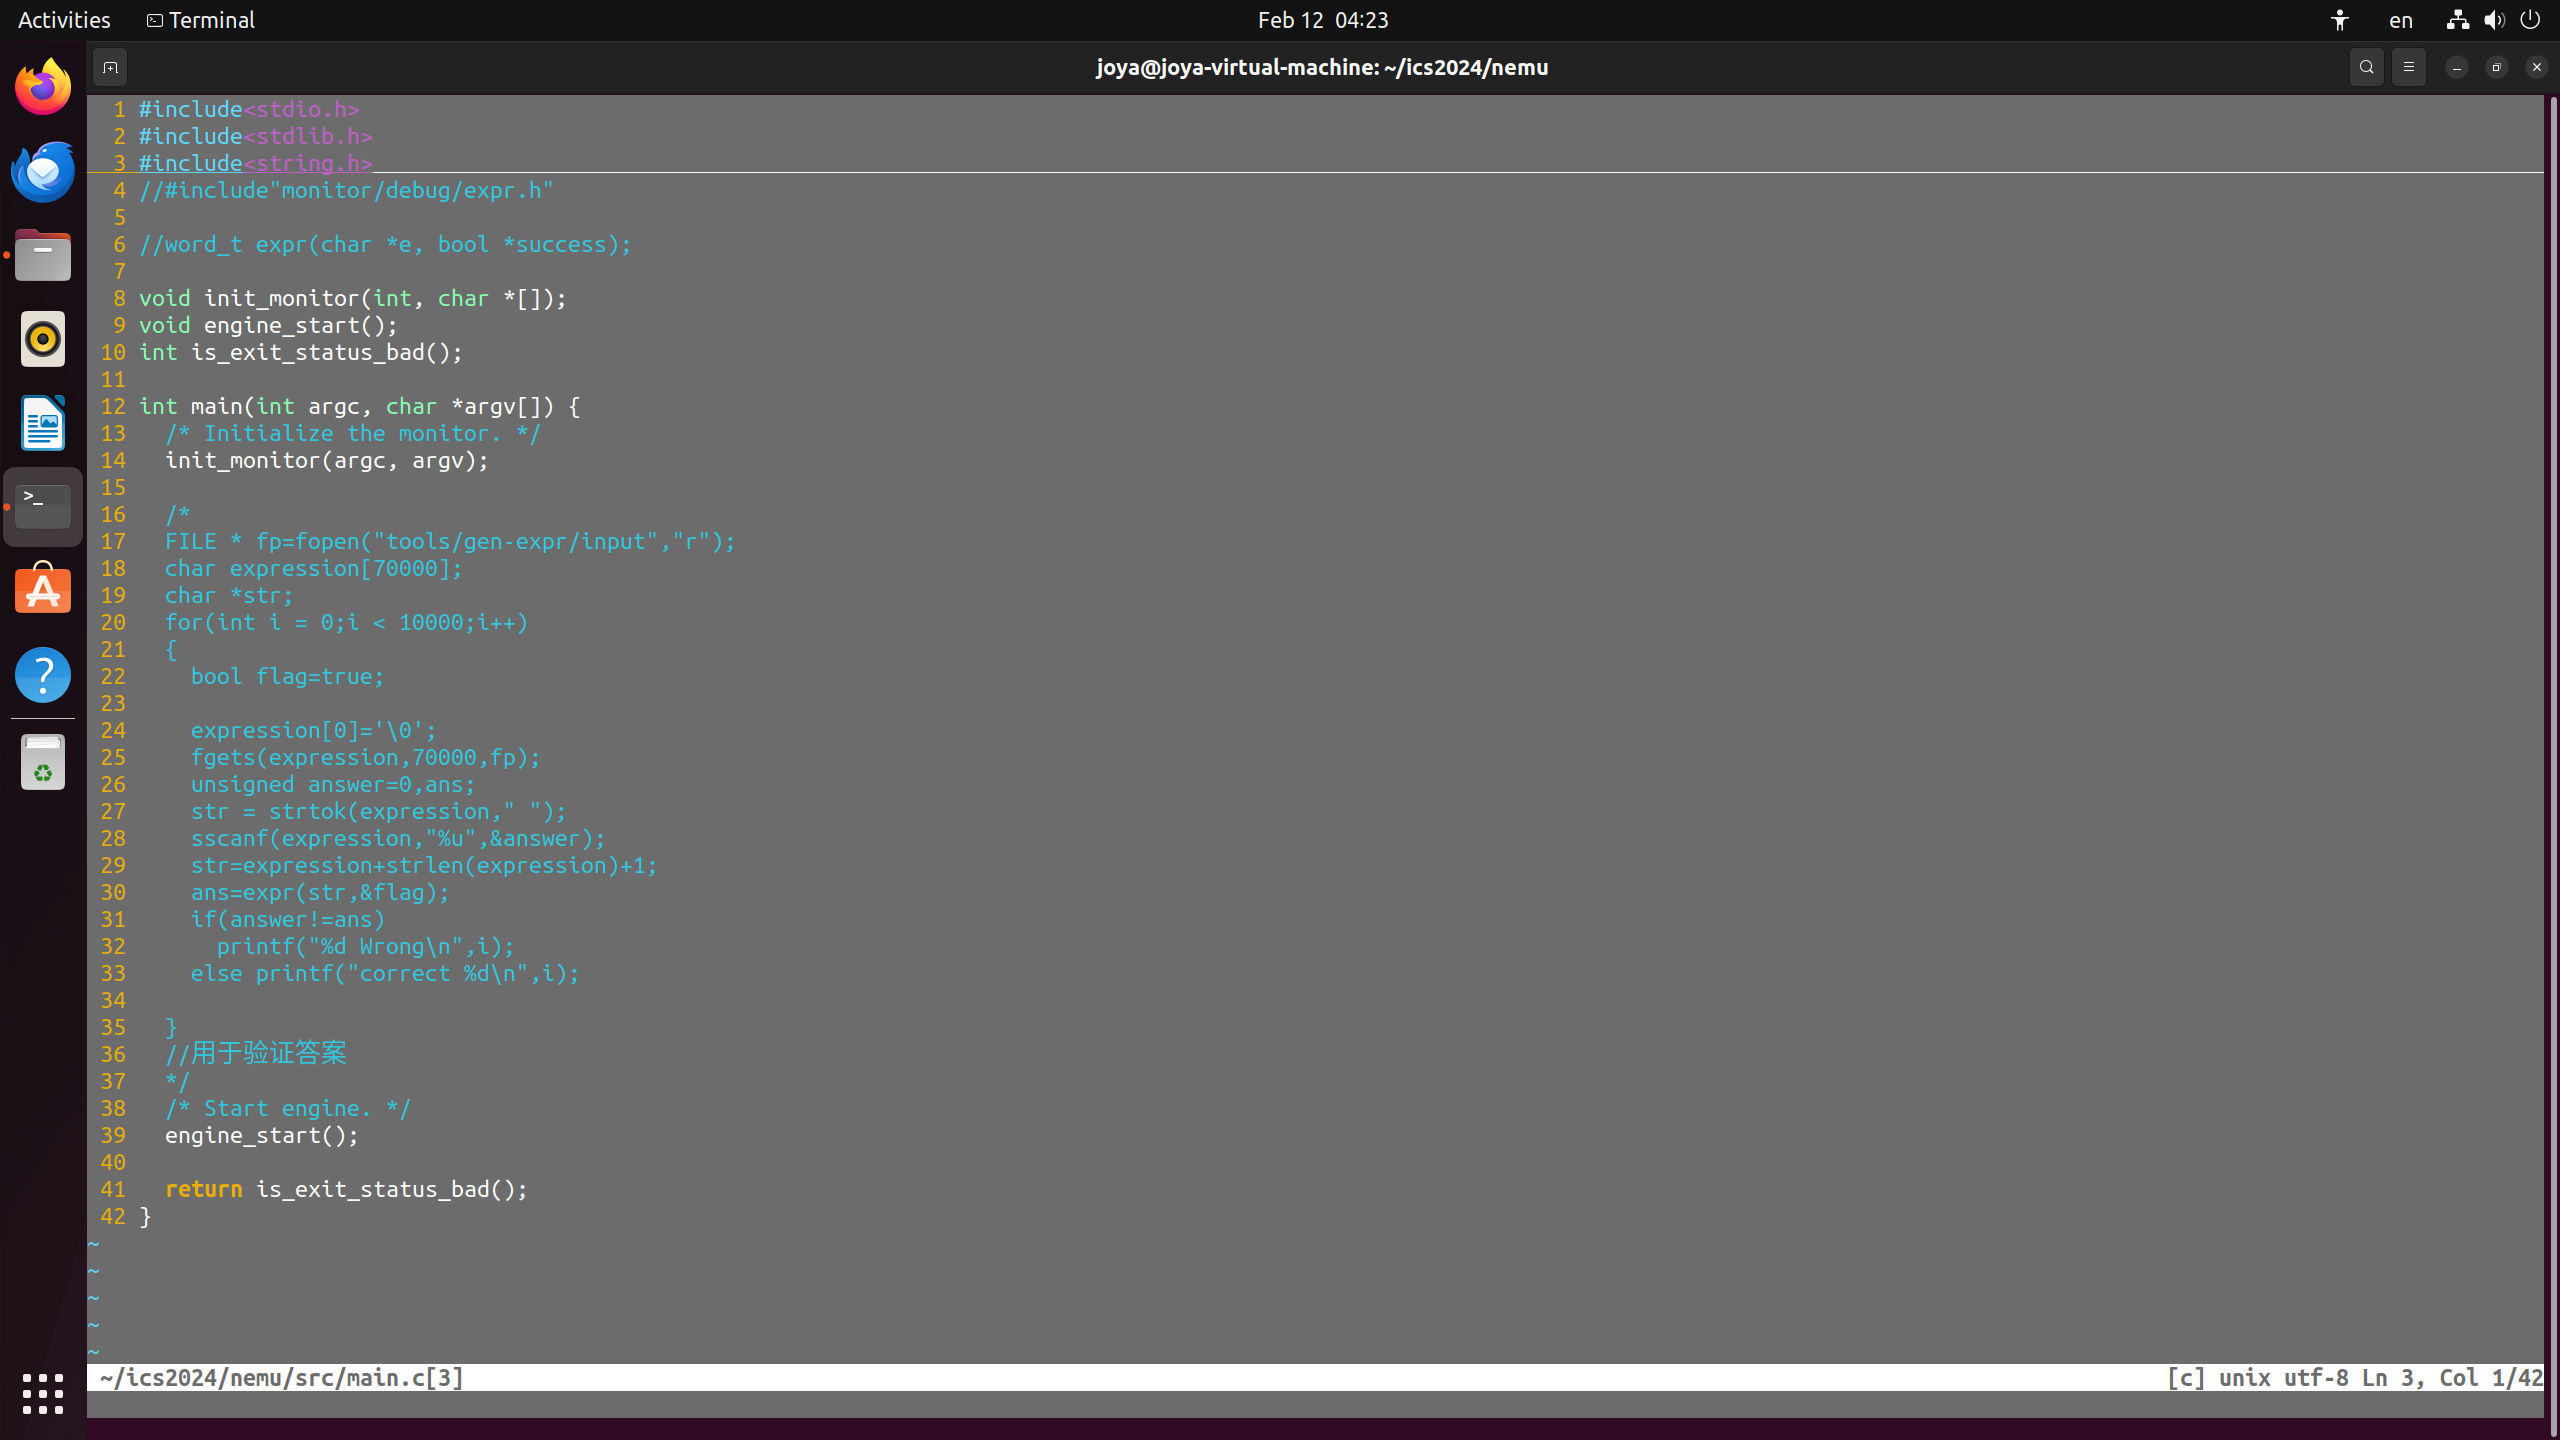 Activities Terminal Feb 12 04:23 en
joya@joya-virtual-machine: ~/ics2024/nemu
1 #include<stdio.h>
2 #include<stdlib.h>
3 #include<string.h>
4 //#include"monitor/debug/expr.h"
5
6 //word_t expr(char *e, bool *success);
7
8 void init_monitor(int, char *[]);
9 void engine_start();
10 int is_exit_status_bad();
11
12 int main(int argc, char *argv[]) {
13   /* Initialize the monitor. */
14   init_monitor(argc, argv);
15
16   /*
17   FILE * fp=fopen("tools/gen-expr/input","r");
18   char expression[70000];
19   char *str;
20   for(int i = 0;i < 10000;i++)
21   {
22     bool flag=true;
23
24     expression[0]='\0';
25     fgets(expression,70000,fp);
26     unsigned answer=0,ans;
27     str = strtok(expression," ");
28     sscanf(expression,"%u",&answer);
29     str=expression+strlen(expression)+1;
30     ans=expr(str,&flag);
31     if(answer!=ans)
32       printf("%d Wrong\n",i);
33     else printf("correct %d\n",i);
34
35   }
36   //用于验证答案
37   */
38   /* Start engine. */
39   engine_start();
40
41   return is_exit_status_bad();
42 }
~
~
~
~
~
~/ics2024/nemu/src/main.c[3] [c] unix utf-8 Ln 3, Col 1/42